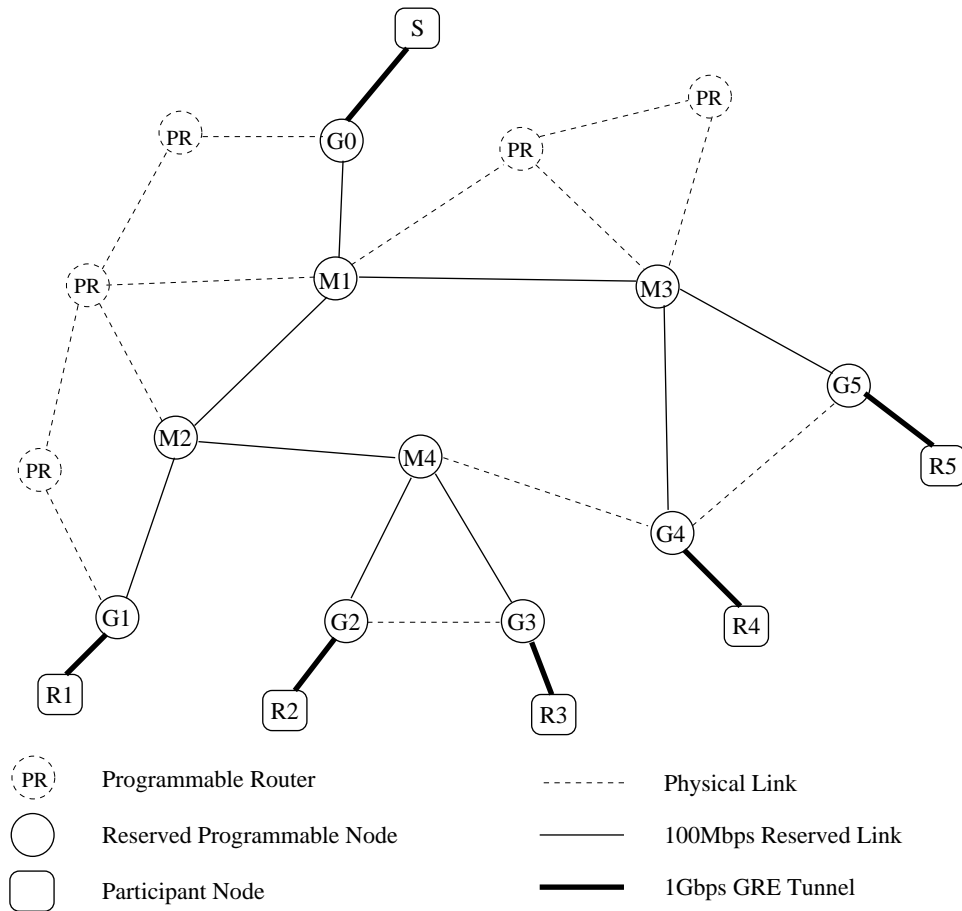 S
PR
G0
PR
PR
PR
M1
M3
G5
M2
M4
R5
PR
G4
G1
G2
G3
R4
R1
R2
R3
PR Programmable Router
Physical Link
Reserved Programmable Node
100Mbps Reserved Link
Participant Node
1Gbps GRE Tunnel